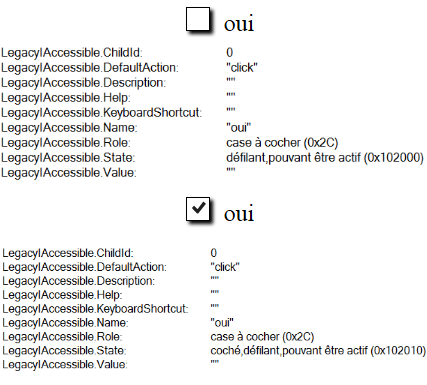 oui
LegacyIAccessible.ChildId: 0
LegacyIAccessible.DefaultAction: "click"
LegacyIAccessible.Description: ""
LegacyIAccessible.Help: ""
LegacyIAccessible.KeyboardShortcut: ""
LegacyIAccessible.Name: "oui"
LegacyIAccessible.Role: case à cocher (0x2C)
LegacyIAccessible.State: défilant,pouvant être actif (0x102000)
LegacyIAccessible.Value: ""
oui
LegacyIAccessible.ChildId: 0
LegacyIAccessible.DefaultAction: "click"
LegacyIAccessible.Description: ""
LegacyIAccessible.Help: ""
LegacyIAccessible.KeyboardShortcut: ""
LegacyIAccessible.Name: "oui"
LegacyIAccessible.Role: case à cocher (0x2C)
LegacyIAccessible.State: coché,défilant,pouvant être actif (0x102010)
LegacyIAccessible.Value: ""